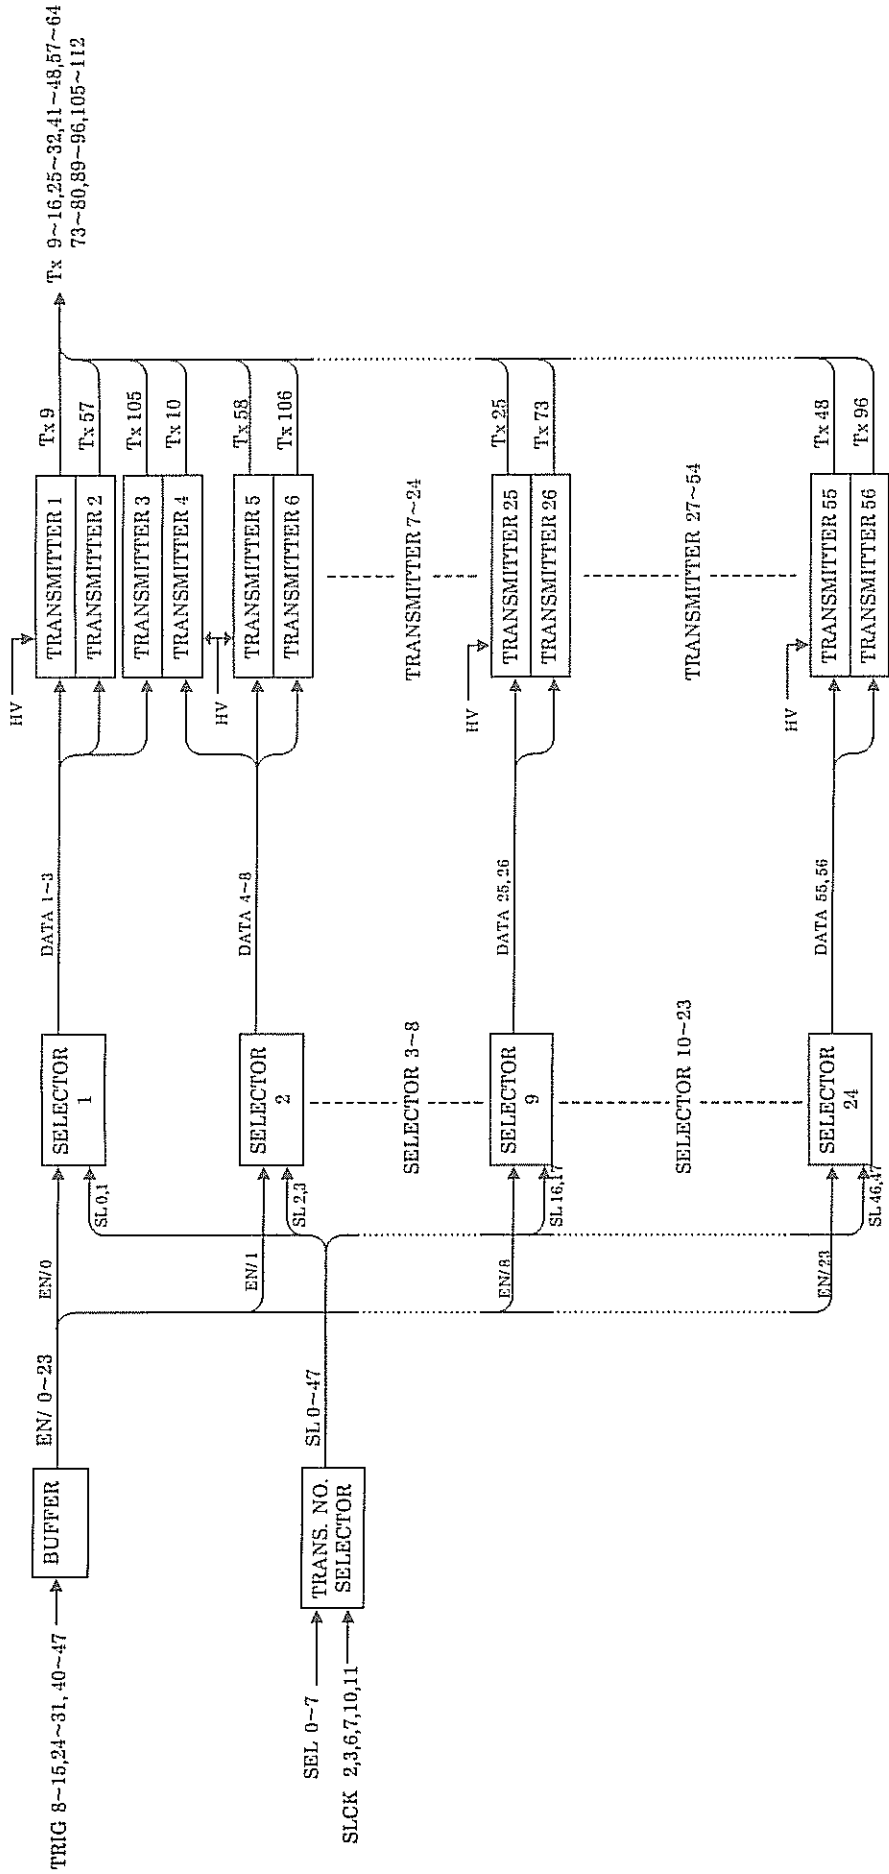 TRIG 8~15,24~31,40~47
BUFFER
EN/ 0~23
EN/0
SL 0,1
SELECTOR
1
DATA 1~3
HV
TRANSMITTER 1
TRANSMITTER 2
TRANSMITTER 3
TRANSMITTER 4
Tx 9
Tx 57
Tx 105
Tx 10
Tx 9~16,25~32,41~48,57~64
73~80,89~96,105~112
EN/1
SL 2,3
SELECTOR
2
DATA 4~8
HV
TRANSMITTER 5
TRANSMITTER 6
Tx 58
Tx 106
SEL 0~7
SLCK 2,3,6,7,10,11
TRANS. NO.
SELECTOR
SL 0~47
SELECTOR 3~8
TRANSMITTER 7~24
EN/8
SL 16,17
SELECTOR
9
DATA 25,26
HV
TRANSMITTER 25
TRANSMITTER 26
Tx 25
Tx 73
SELECTOR 10~23
TRANSMITTER 27~54
EN/23
SL 46,47
SELECTOR
24
DATA 55,56
HV
TRANSMITTER 55
TRANSMITTER 56
Tx 48
Tx 96